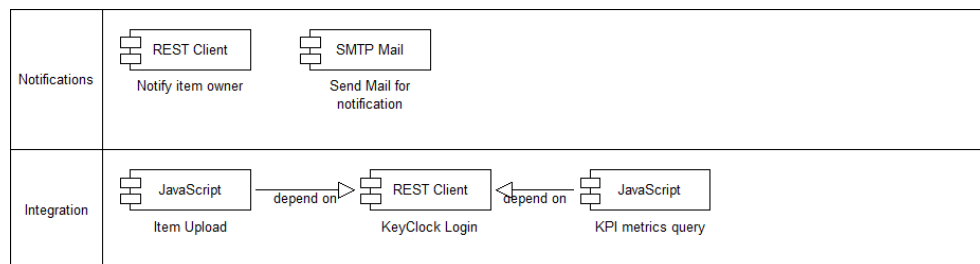 Notifications
REST Client
SMTP Mail
Notify item owner
Send Mail for
notification
Integration
JavaScript
depend on
REST Client
depend on
JavaScript
Item Upload
KeyClock Login
KPI metrics query